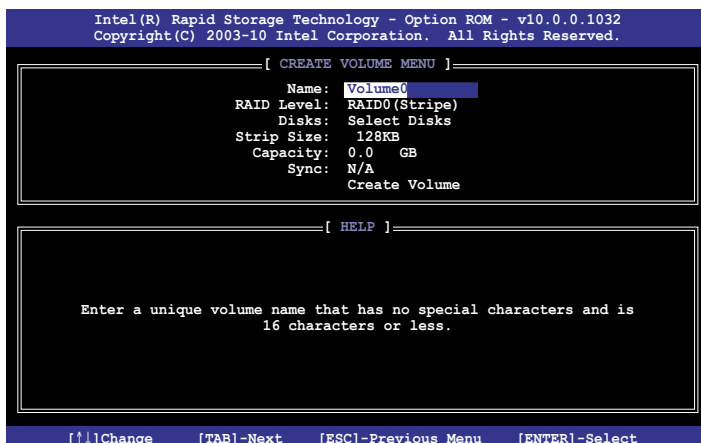 Intel(R) Rapid Storage Technology - Option ROM - v10.0.0.1032
Copyright(C) 2003-10 Intel Corporation.  All Rights Reserved.
[ CREATE VOLUME MENU ]
Name: Volume0
RAID Level: RAID0(Stripe)
Disks: Select Disks
Strip Size: 128KB
Capacity: 0.0 GB
Sync: N/A
Create Volume
[ HELP ]
Enter a unique volume name that has no special characters and is
16 characters or less.
[↑↓]Change [TAB]-Next [ESC]-Previous Menu [ENTER]-Select